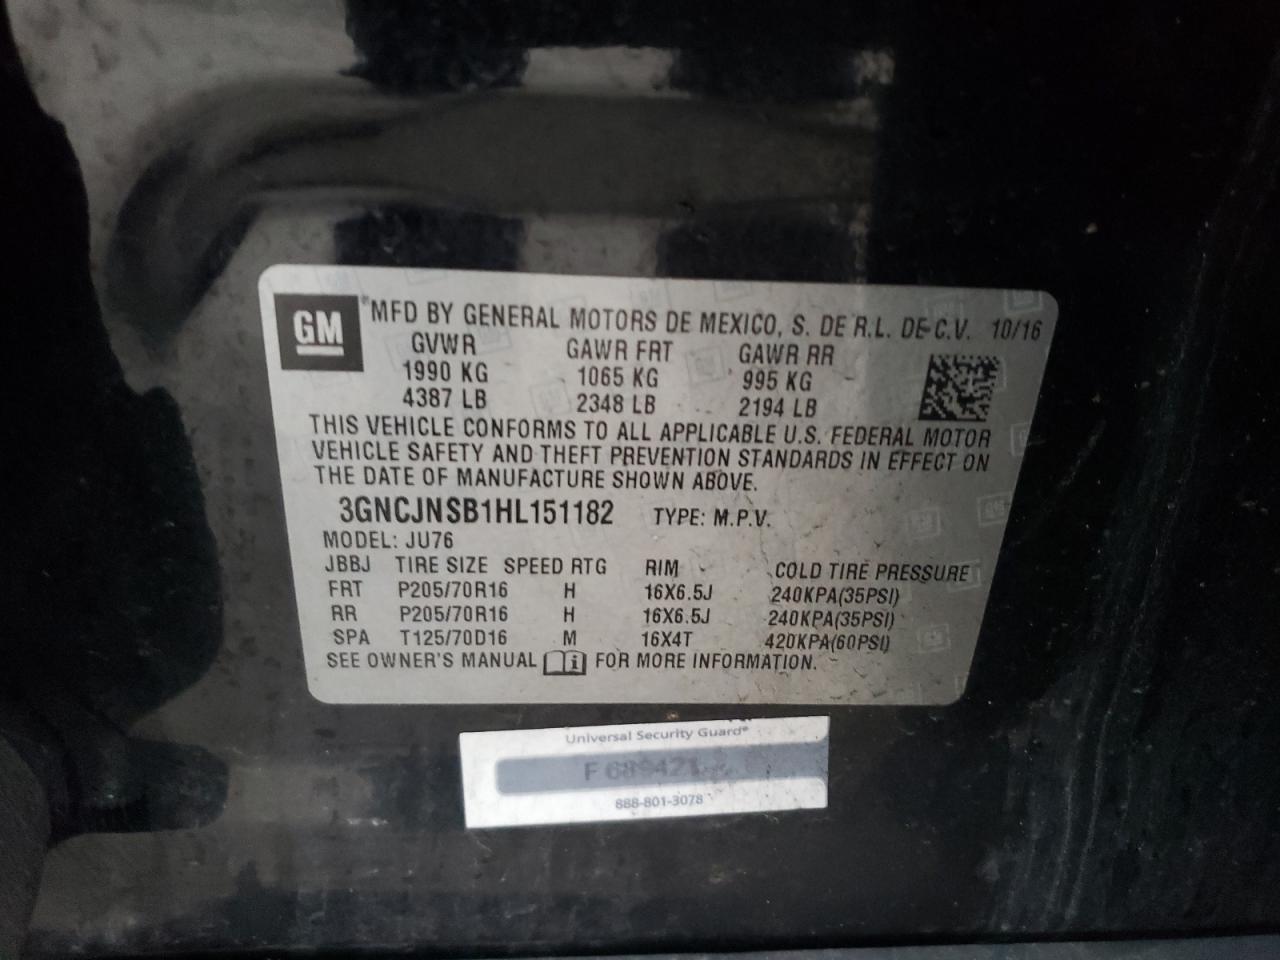 GM
®MFD BY GENERAL MOTORS DE MEXICO, S. DE R.L. DE C.V. 10/16
GVWR GAWR FRT GAWR RR
1990 KG 1065 KG 995 KG
4387 LB 2348 LB 2194 LB
THIS VEHICLE CONFORMS TO ALL APPLICABLE U.S. FEDERAL MOTOR
VEHICLE SAFETY AND THEFT PREVENTION STANDARDS IN EFFECT ON
THE DATE OF MANUFACTURE SHOWN ABOVE.
3GNCJNSB1HL151182 TYPE: M.P.V.
MODEL: JU76
JBBJ TIRE SIZE SPEED RTG RIM COLD TIRE PRESSURE
FRT P205/70R16 H 16X6.5J 240KPA(35PSI)
RR P205/70R16 H 16X6.5J 240KPA(35PSI)
SPA T125/70D16 M 16X4T 420KPA(60PSI)
SEE OWNER'S MANUAL FOR MORE INFORMATION.
Universal Security Guard®
F
888-801-3078